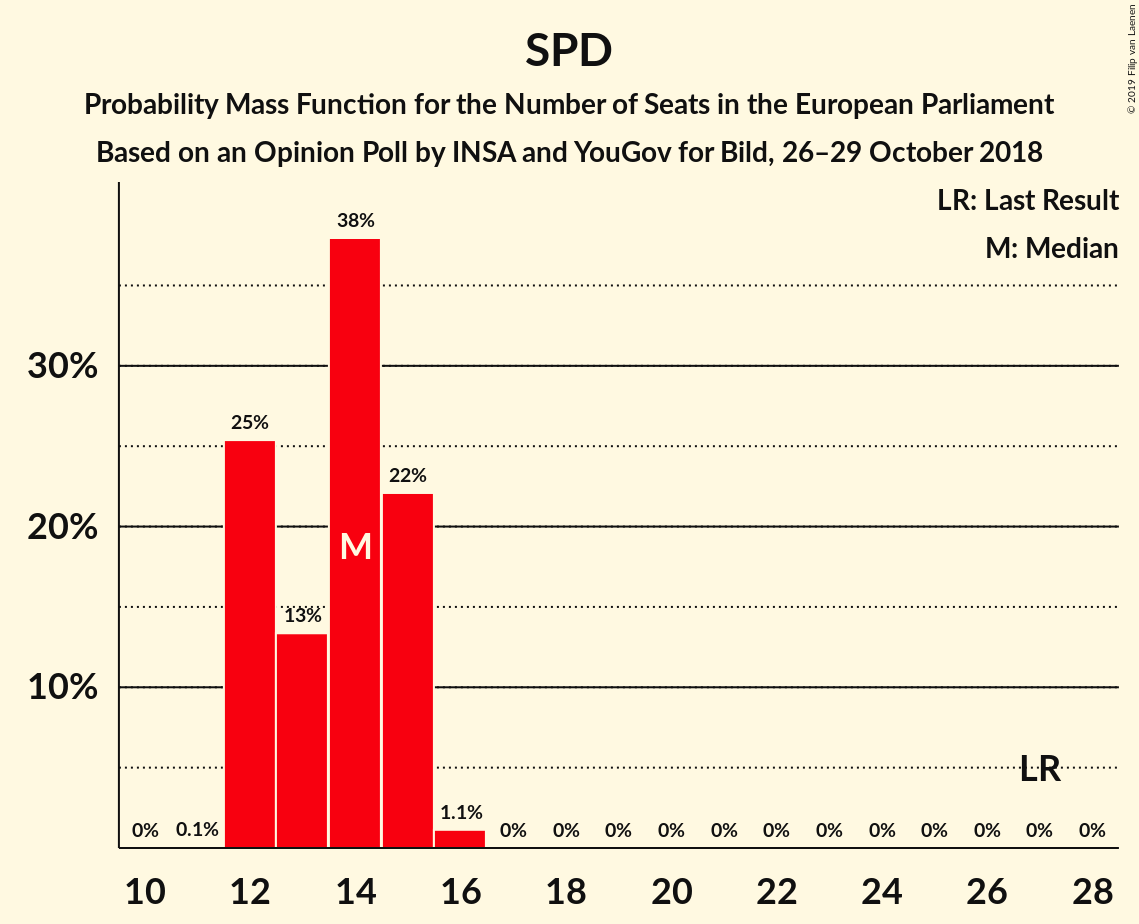 SPD
Probability Mass Function for the Number of Seats in the European Parliament
Based on an Opinion Poll by INSA and YouGov for Bild, 26–29 October 2018
© 2019 Filip van Laenen
LR: Last Result
M: Median
38%
30%
25%
22%
20%
M
13%
10%
LR
0% 0.1% 1.1% 0% 0% 0% 0% 0% 0% 0% 0% 0% 0% 0% 0%
10 12 14 16 18 20 22 24 26 28